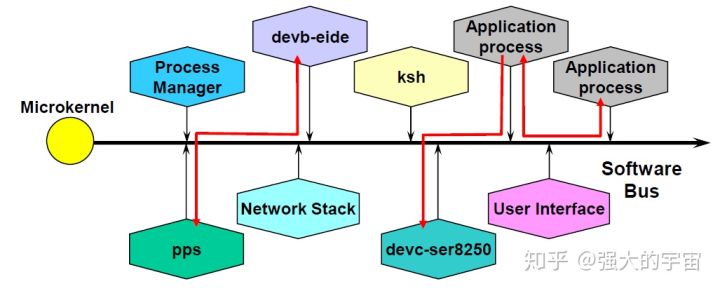 devb-eide
Application
process
Process
Manager
ksh
Application
process
Microkernel
Software
Bus
Network Stack
User Interface
pps
devc-ser8250
知乎 @强大的宇宙